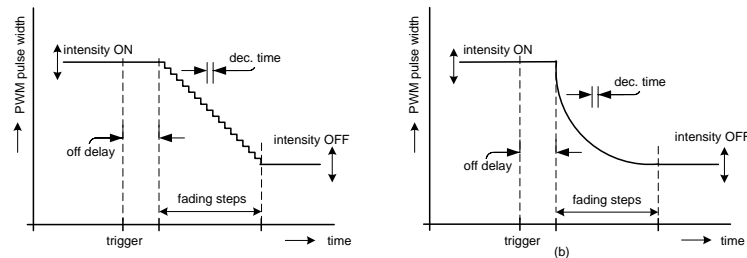 PWM pulse width
intensity ON
dec. time
off delay
intensity OFF
fading steps
trigger
time
PWM pulse width
intensity ON
dec. time
off delay
intensity OFF
fading steps
trigger
time
(b)